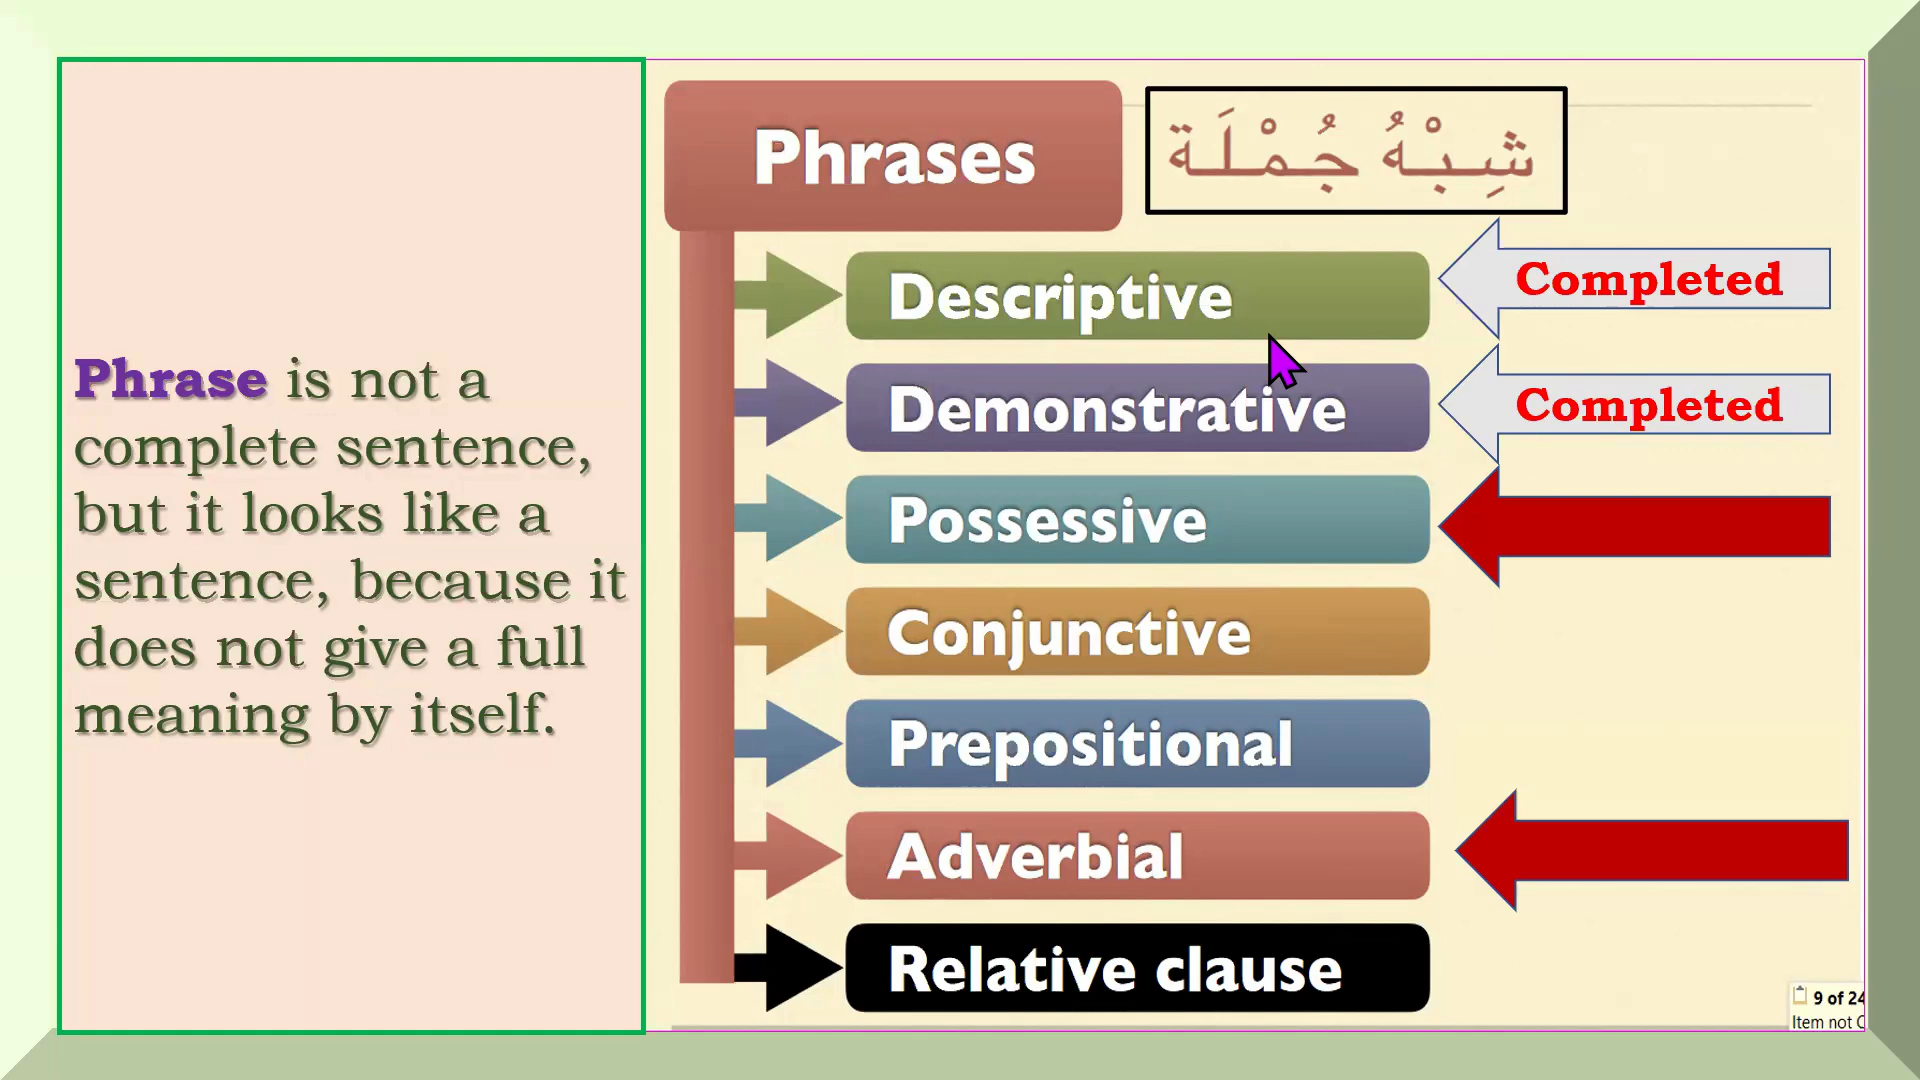 Phrases
شِبْهُ جُمْلَة
Descriptive
Completed
Demonstrative
Completed
Possessive
Conjunctive
Prepositional
Adverbial
Relative clause
Phrase is not a
complete sentence,
but it looks like a
sentence, because it
does not give a full
meaning by itself.
9 of 24
Item not C